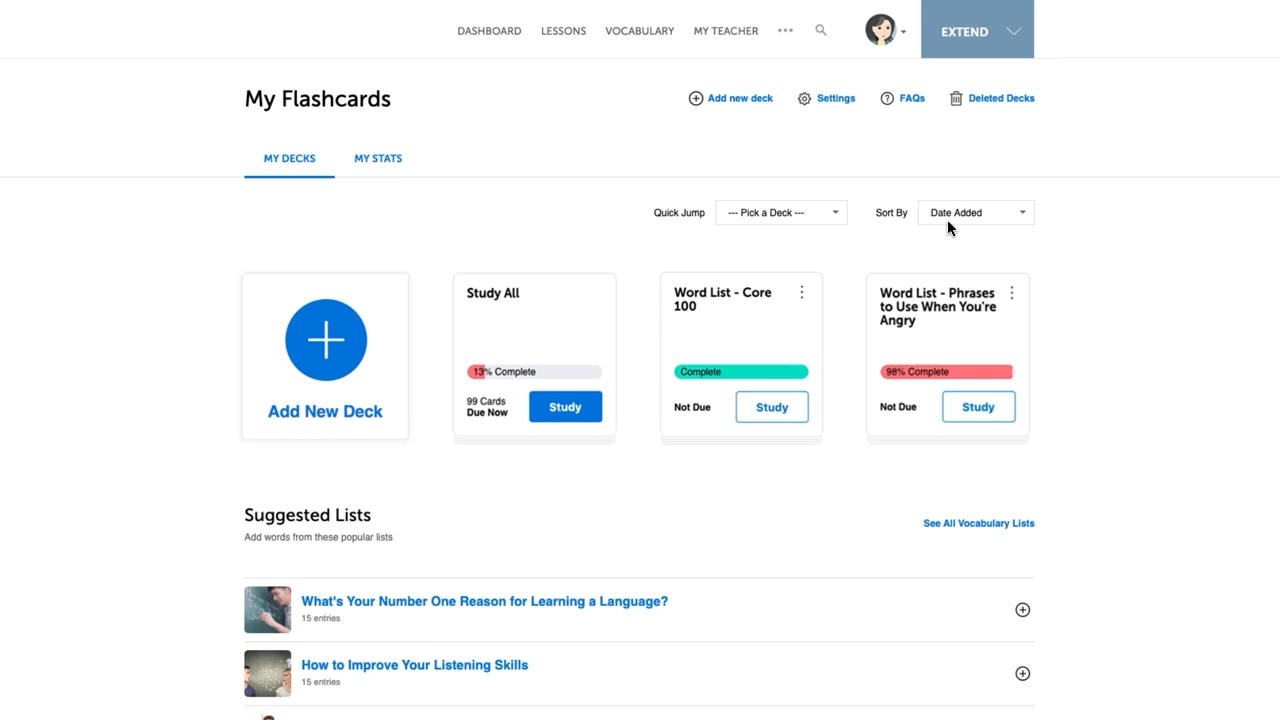 DASHBOARD LESSONS VOCABULARY MY TEACHER EXTEND
My Flashcards
Add new deck Settings FAQs Deleted Decks
MY DECKS MY STATS
Quick Jump --- Pick a Deck --- Sort By Date Added
Add New Deck
Study All
13% Complete
99 Cards
Due Now
Study
Word List - Core
100
Complete
Not Due
Study
Word List - Phrases
to Use When You're
Angry
98% Complete
Not Due
Study
Suggested Lists
See All Vocabulary Lists
Add words from these popular lists
What's Your Number One Reason for Learning a Language?
15 entries
How to Improve Your Listening Skills
15 entries